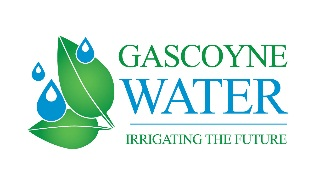 GASCOYNE
WATER
IRRIGATING THE FUTURE